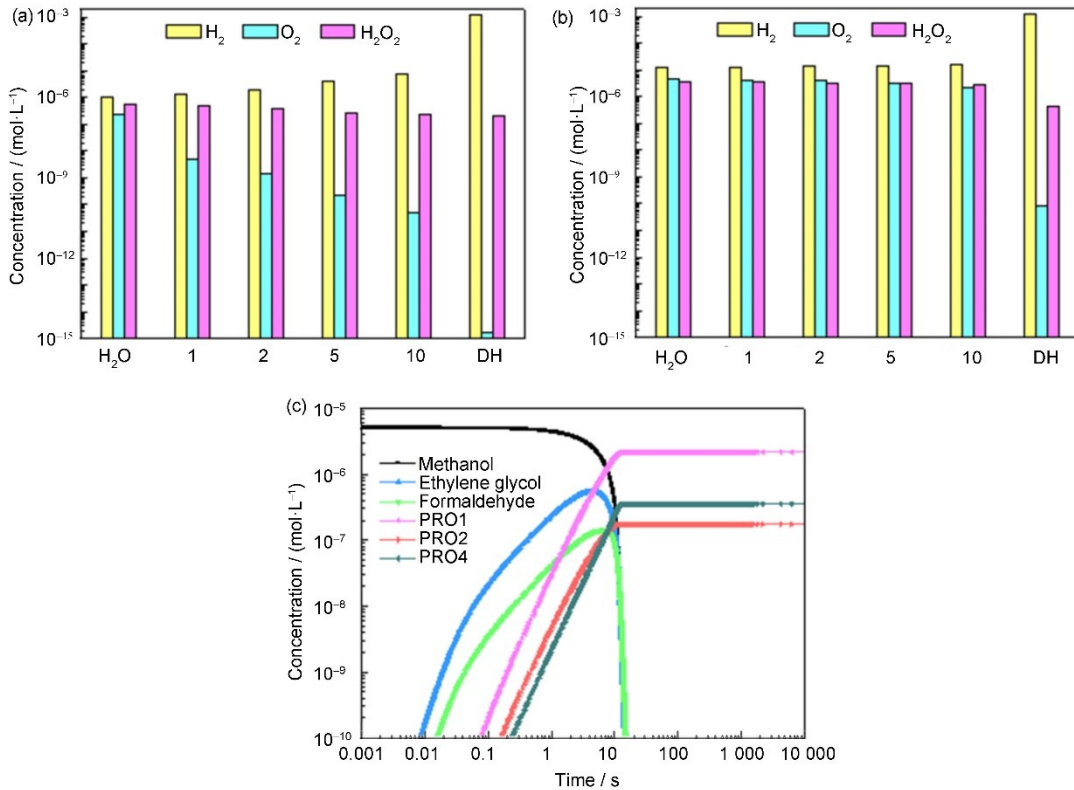 (a)
H₂ O₂ H₂O₂
Concentration / (mol·L⁻¹)
10⁻³
10⁻⁶
10⁻⁹
10⁻¹²
10⁻¹⁵
H₂O 1 2 5 10 DH
(b)
H₂ O₂ H₂O₂
Concentration / (mol·L⁻¹)
10⁻³
10⁻⁶
10⁻⁹
10⁻¹²
10⁻¹⁵
H₂O 1 2 5 10 DH
(c)
Methanol
Ethylene glycol
Formaldehyde
PRO1
PRO2
PRO4
Concentration / (mol·L⁻¹)
10⁻⁵
10⁻⁶
10⁻⁷
10⁻⁸
10⁻⁹
10⁻¹⁰
0.001 0.01 0.1 1 10 100 1 000 10 000
Time / s